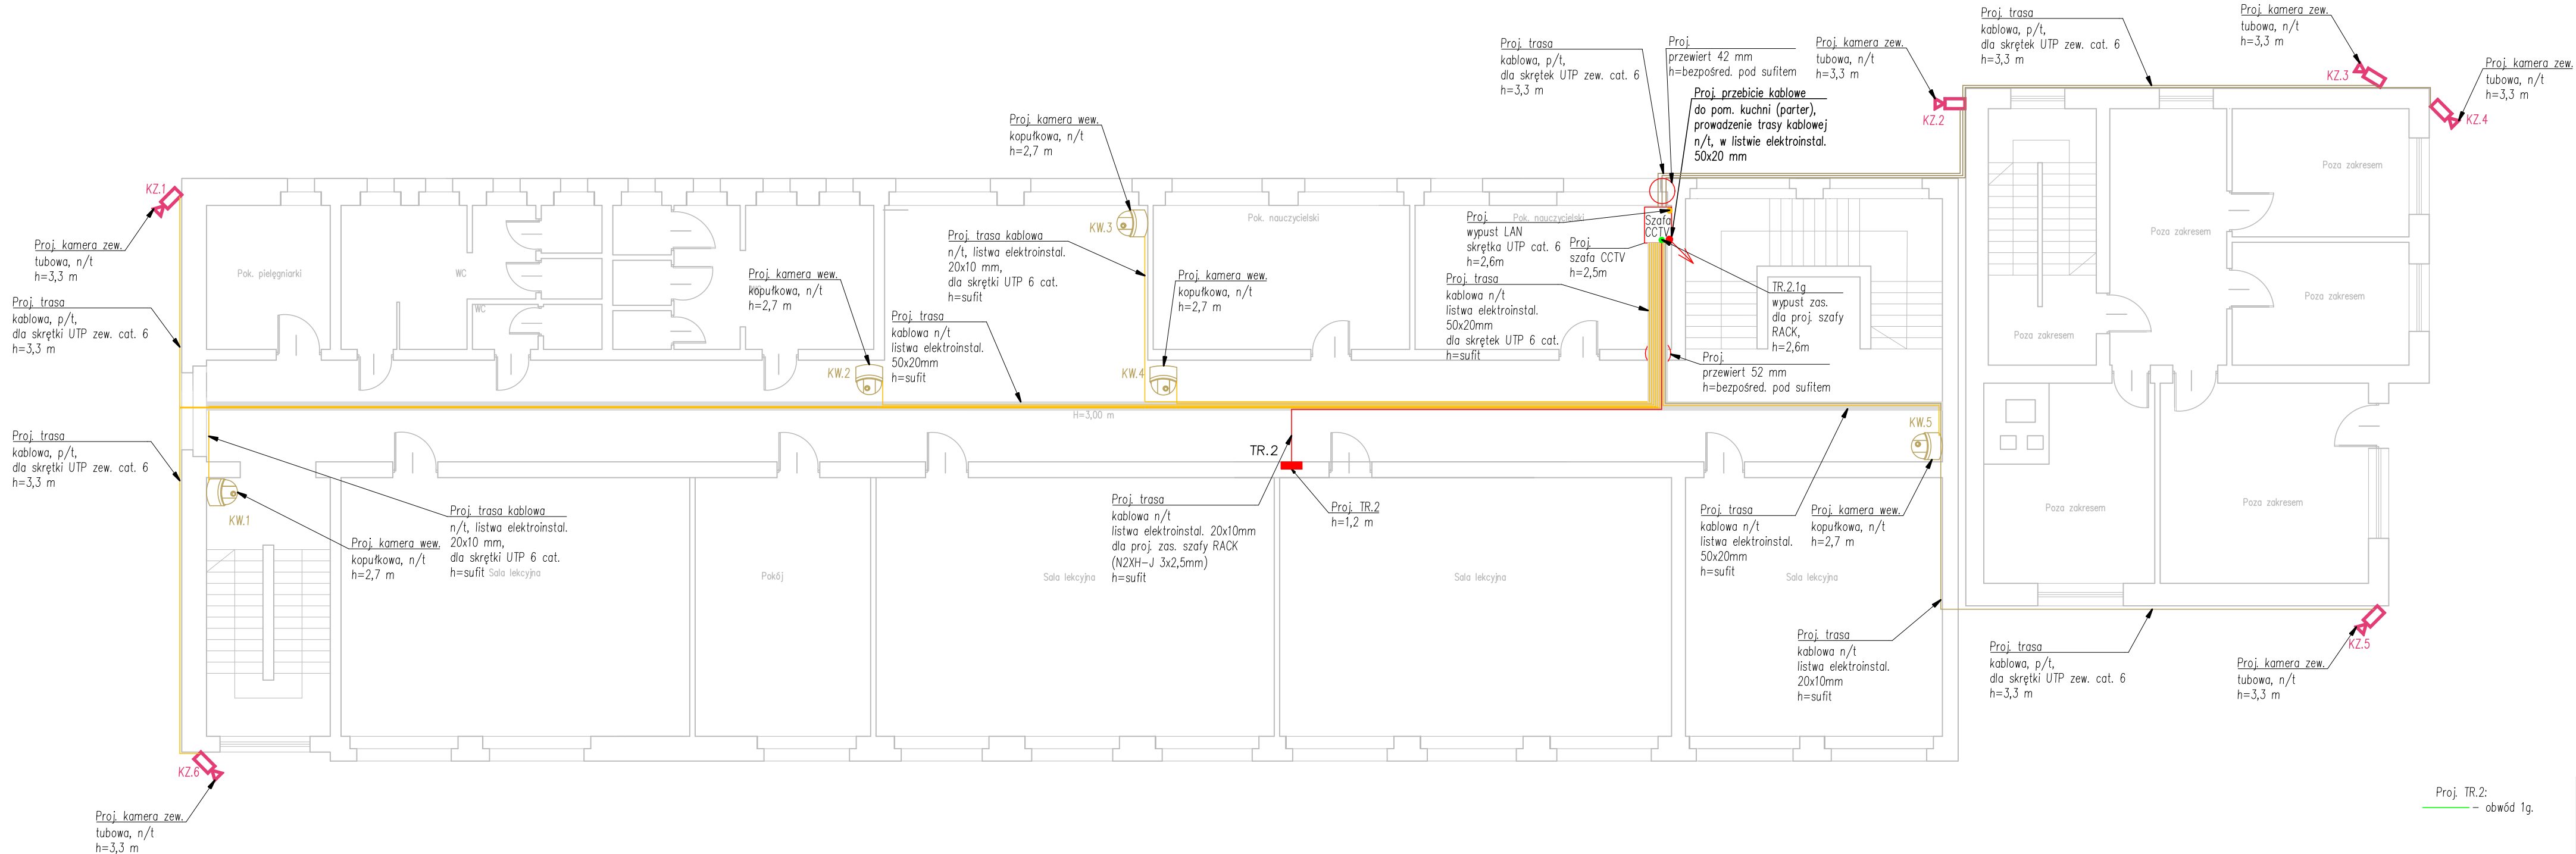 Proj. trasa
kablowa, p/t,
dla skrętek UTP zew. cat. 6
h=3,3 m
Proj. kamera zew.
tubowa, n/t
h=3,3 m
Proj. trasa
kablowa, p/t,
dla skrętek UTP zew. cat. 6
h=3,3 m
Proj.
przewiert 42 mm
h=bezpośred. pod sufitem
Proj. kamera zew.
tubowa, n/t
h=3,3 m
Proj. kamera zew.
tubowa, n/t
h=3,3 m
KZ.3
KZ.4
KZ.2
Proj. przebicie kablowe
do pom. kuchni (parter),
prowadzenie trasy kablowej
n/t, w listwie elektroinstal.
50x20 mm
Proj. kamera wew.
kopułkowa, n/t
h=2,7 m
KZ.1
Proj. kamera zew.
tubowa, n/t
h=3,3 m
Proj. trasa
kablowa, p/t,
dla skrętki UTP zew. cat. 6
h=3,3 m
Pok. pielęgniarki
WC
WC
Proj. kamera wew.
kopułkowa, n/t
h=2,7 m
KW.2
Proj. trasa kablowa
n/t, listwa elektroinstal.
20x10 mm,
dla skrętki UTP 6 cat.
h=sufit
Proj. trasa
kablowa n/t
listwa elektroinstal.
50x20mm
h=sufit
KW.3
Proj. kamera wew.
kopułkowa, n/t
h=2,7 m
KW.4
Pok. nauczycielski
Pok. nauczycielski
Proj.
wypust LAN
skrętka UTP cat. 6
h=2,6m
Proj.
szafa CCTV
h=2,5m
Szafa
CCTV
Proj. trasa
kablowa n/t
listwa elektroinstal.
50x20mm
dla skrętek UTP 6 cat.
h=sufit
TR.2.1g
wypust zas.
dla proj. szafy
RACK,
h=2,6m
Proj.
przewiert 52 mm
h=bezpośred. pod sufitem
Poza zakresem
Poza zakresem
Poza zakresem
Poza zakresem
H=3,00 m
Proj. trasa
kablowa, p/t,
dla skrętki UTP zew. cat. 6
h=3,3 m
KW.1
Proj. kamera wew.
kopułkowa, n/t
h=2,7 m
Proj. trasa kablowa
n/t, listwa elektroinstal.
20x10 mm,
dla skrętki UTP 6 cat.
h=sufit
Sala lekcyjna
Pokój
Sala lekcyjna
TR.2
Proj. trasa
kablowa n/t
listwa elektroinstal. 20x10mm
dla proj. zas. szafy RACK
(N2XH-J 3x2,5mm)
h=sufit
Proj. TR.2
h=1,2 m
Sala lekcyjna
Proj. trasa
kablowa n/t
listwa elektroinstal.
50x20mm
h=sufit
Sala lekcyjna
KW.5
Proj. kamera wew.
kopułkowa, n/t
h=2,7 m
Proj. trasa
kablowa n/t
listwa elektroinstal.
20x10mm
h=sufit
Poza zakresem
Poza zakresem
Proj. trasa
kablowa, p/t,
dla skrętki UTP zew. cat. 6
h=3,3 m
KZ.5
Proj. kamera zew.
tubowa, n/t
h=3,3 m
KZ.6
Proj. kamera zew.
tubowa, n/t
h=3,3 m
Proj. TR.2:
- obwód 1g.